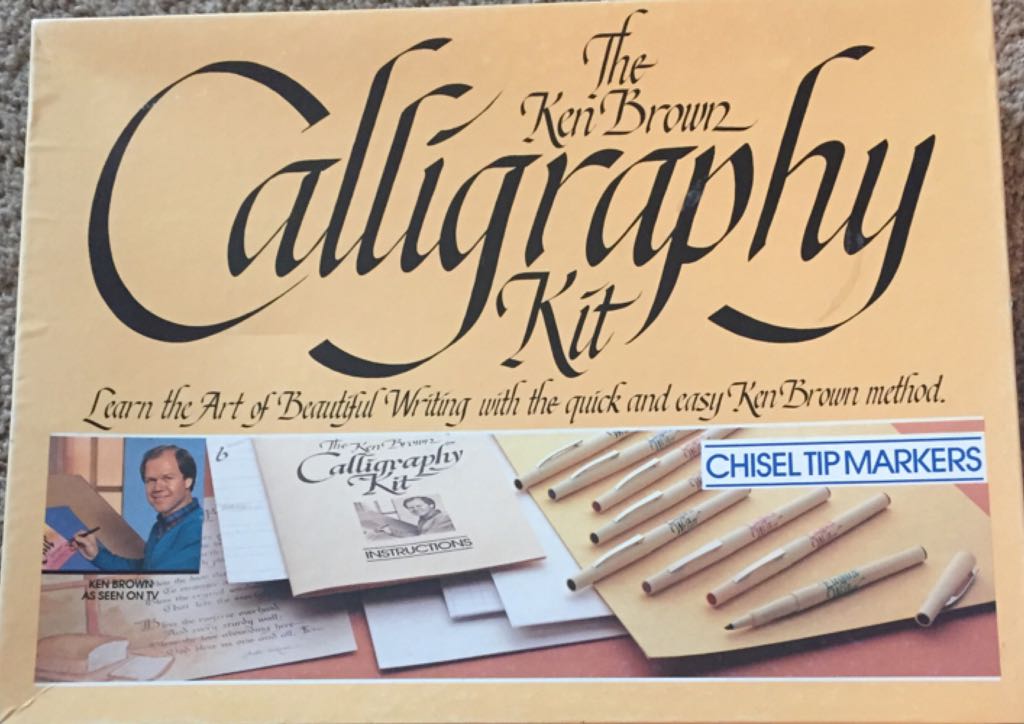 The
Ken Brown
Calligraphy
Kit
Learn the Art of Beautiful Writing with the quick and easy Ken Brown method.
CHISEL TIP MARKERS
b
The Ken Brown
Calligraphy
Kit
INSTRUCTIONS
KEN BROWN
AS SEEN ON TV